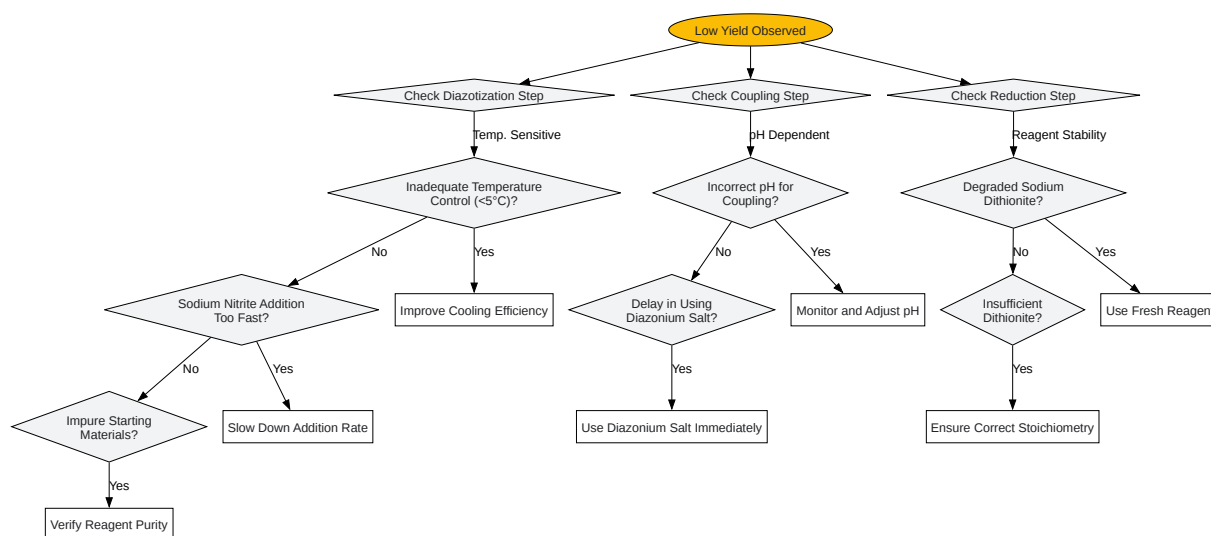 Low Yield Observed
Check Diazotization Step
Check Coupling Step
Check Reduction Step
Temp. Sensitive
pH Dependent
Reagent Stability
Inadequate Temperature
Control (<5°C)?
Incorrect pH for
Coupling?
Degraded Sodium
Dithionite?
No
Yes
No
Yes
No
Yes
Sodium Nitrite Addition
Too Fast?
Improve Cooling Efficiency
Delay in Using
Diazonium Salt?
Monitor and Adjust pH
Insufficient
Dithionite?
Use Fresh Reagent
No
Yes
Yes
Yes
Impure Starting
Materials?
Slow Down Addition Rate
Use Diazonium Salt Immediately
Ensure Correct Stoichiometry
Yes
Verify Reagent Purity